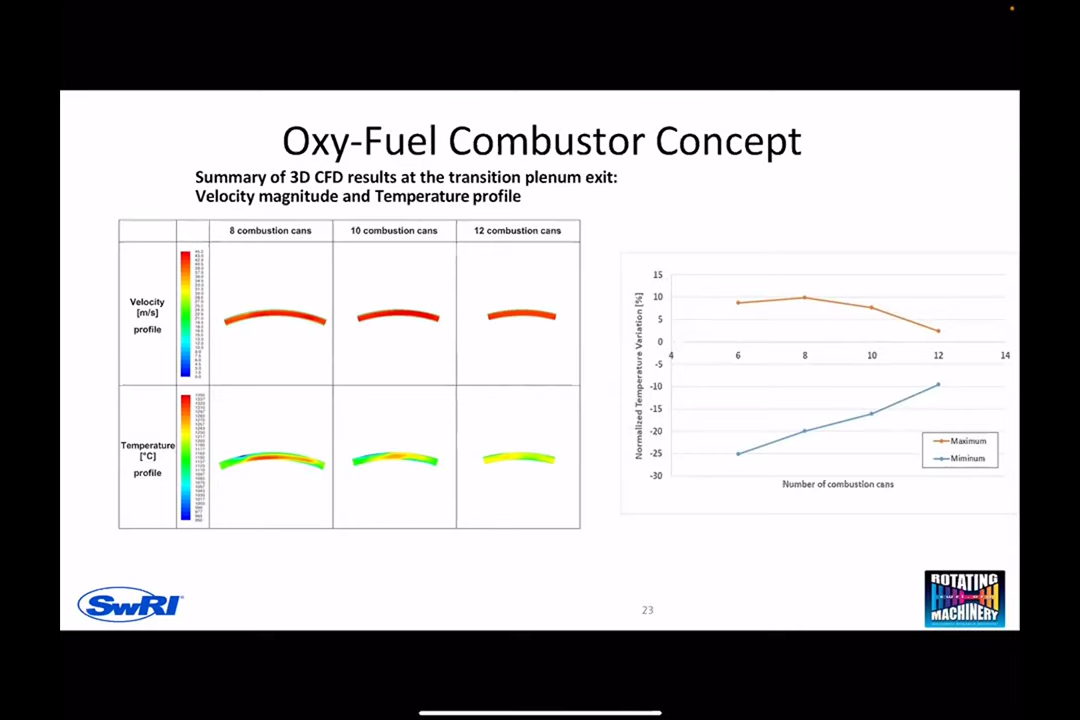 Oxy-Fuel Combustor Concept
Summary of 3D CFD results at the transition plenum exit:
Velocity magnitude and Temperature profile
8 combustion cans
10 combustion cans
12 combustion cans
Velocity
[m/s]
profile
Temperature
[°C]
profile
Normalized Temperature Variation [%]
15
10
5
0
-5
-10
-15
-20
-25
-30
4
6
8
10
12
14
Maximum
Miminum
Number of combustion cans
SwRI
23
ROTATING
MACHINERY